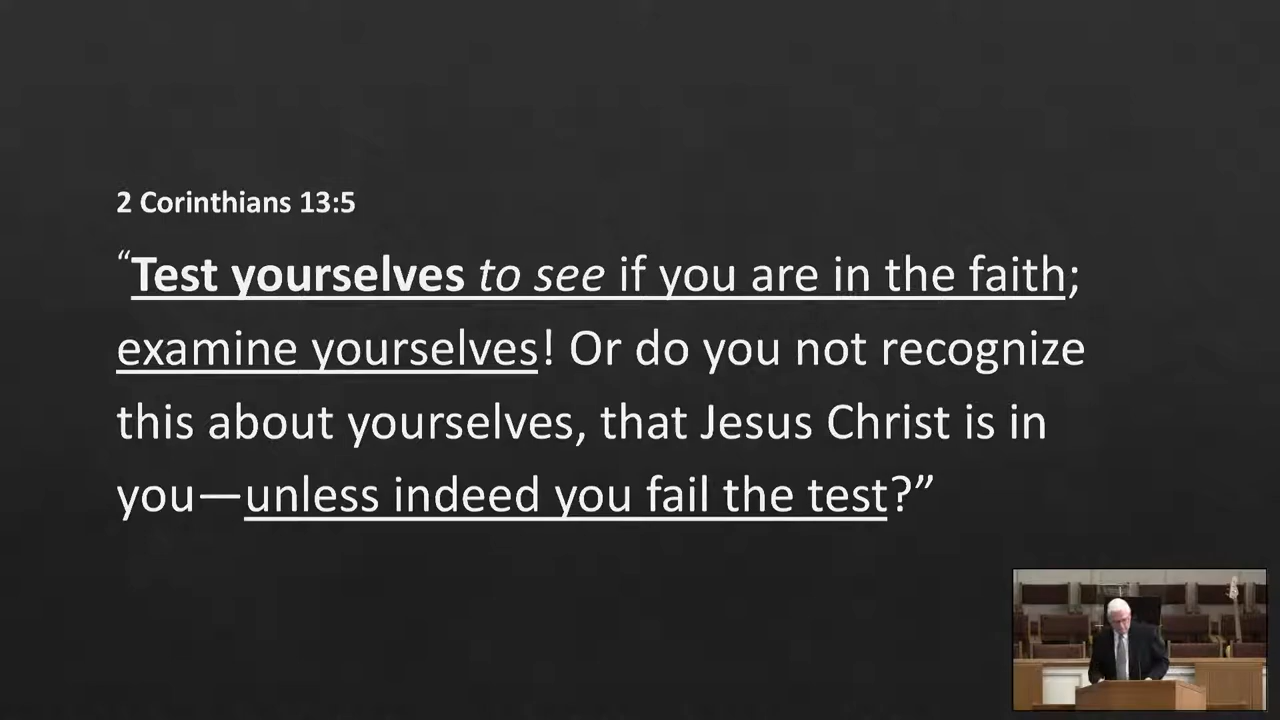 2 Corinthians 13:5
“Test yourselves to see if you are in the faith;
examine yourselves! Or do you not recognize
this about yourselves, that Jesus Christ is in
you—unless indeed you fail the test?”